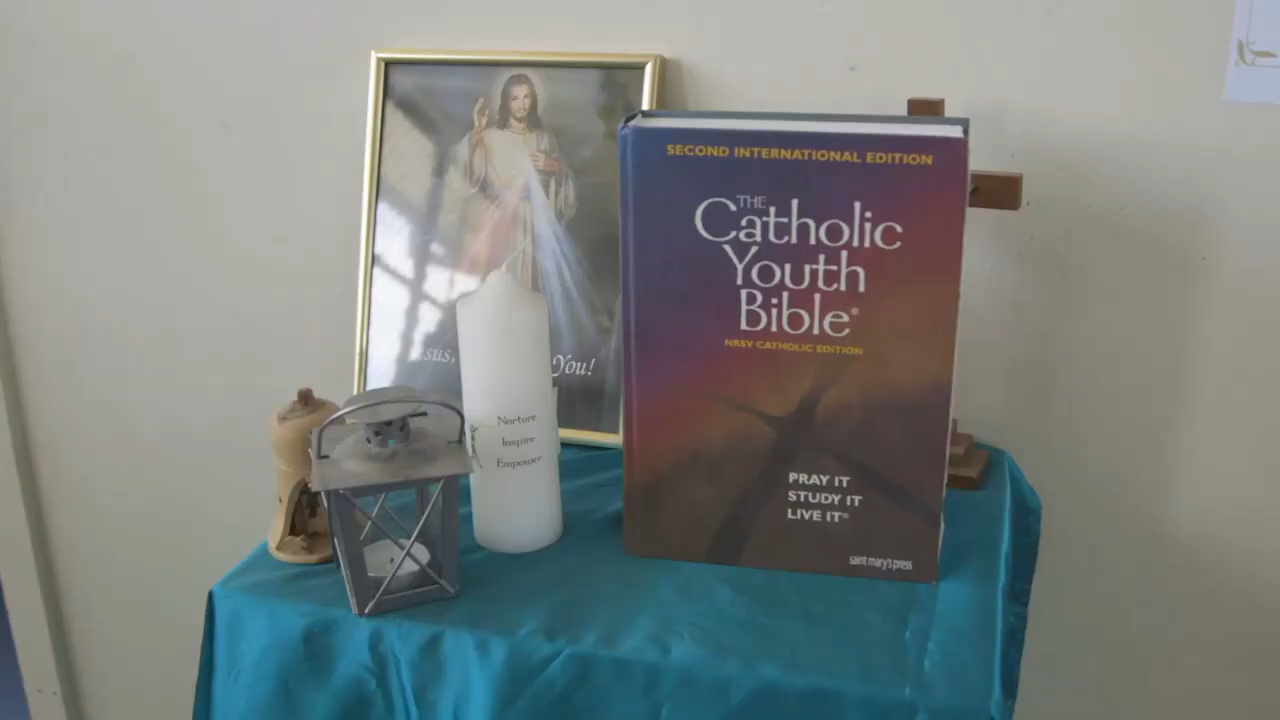 SECOND INTERNATIONAL EDITION
THE
Catholic
Youth
Bible®
NRSV CATHOLIC EDITION
PRAY IT
STUDY IT
LIVE IT®
saint mary's press
You!
Nurture
Inspire
Empower